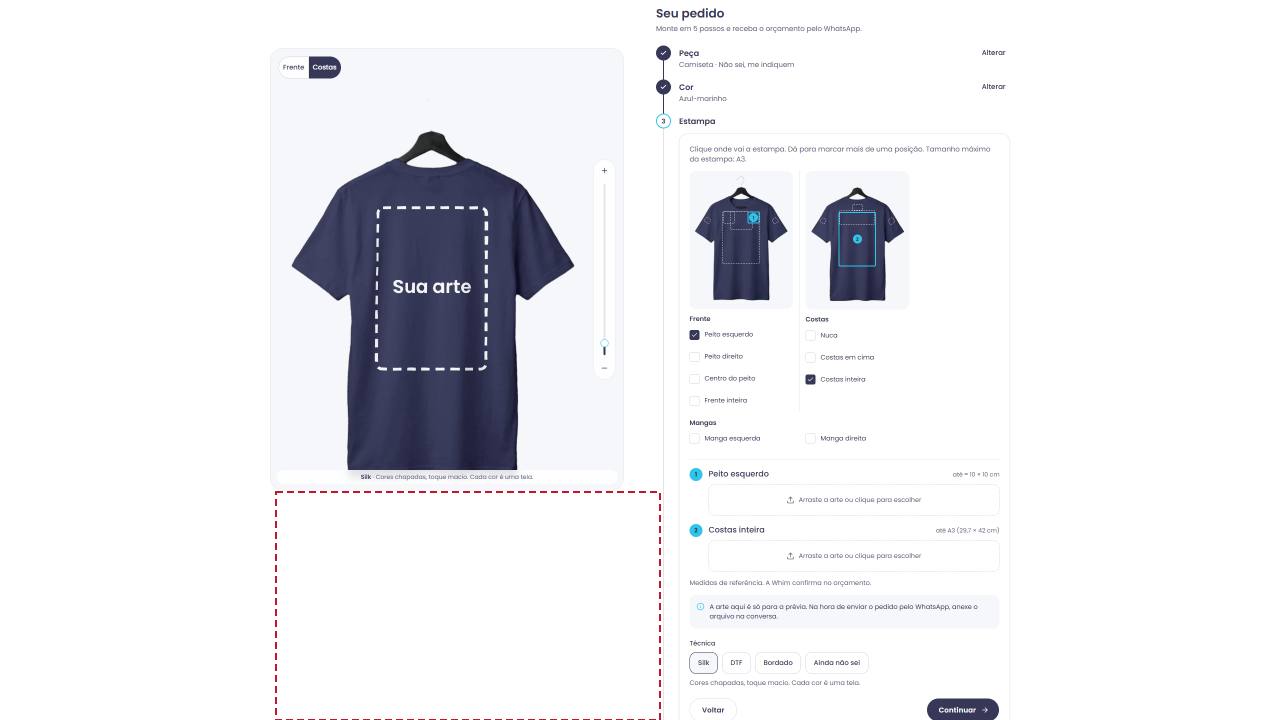 Seu pedido
Monte em 5 passos e receba o orçamento pelo WhatsApp.
Frente
Costas
Sua arte
+
−
Silk · Cores chapadas, toque macio. Cada cor é uma tela.
Peça
Alterar
Camiseta · Não sei, me indiquem
Cor
Alterar
Azul-marinho
3
Estampa
Clique onde vai a estampa. Dá para marcar mais de uma posição. Tamanho máximo
da estampa: A3.
1
2
Frente
Peito esquerdo
Peito direito
Centro do peito
Frente inteira
Costas
Nuca
Costas em cima
Costas inteira
Mangas
Manga esquerda
Manga direita
1
Peito esquerdo
até ≈ 10 × 10 cm
Arraste a arte ou clique para escolher
2
Costas inteira
até A3 (29,7 × 42 cm)
Arraste a arte ou clique para escolher
Medidas de referência. A Whim confirma no orçamento.
A arte aqui é só para a prévia. Na hora de enviar o pedido pelo WhatsApp, anexe o
arquivo na conversa.
Técnica
Silk
DTF
Bordado
Ainda não sei
Cores chapadas, toque macio. Cada cor é uma tela.
Voltar
Continuar →